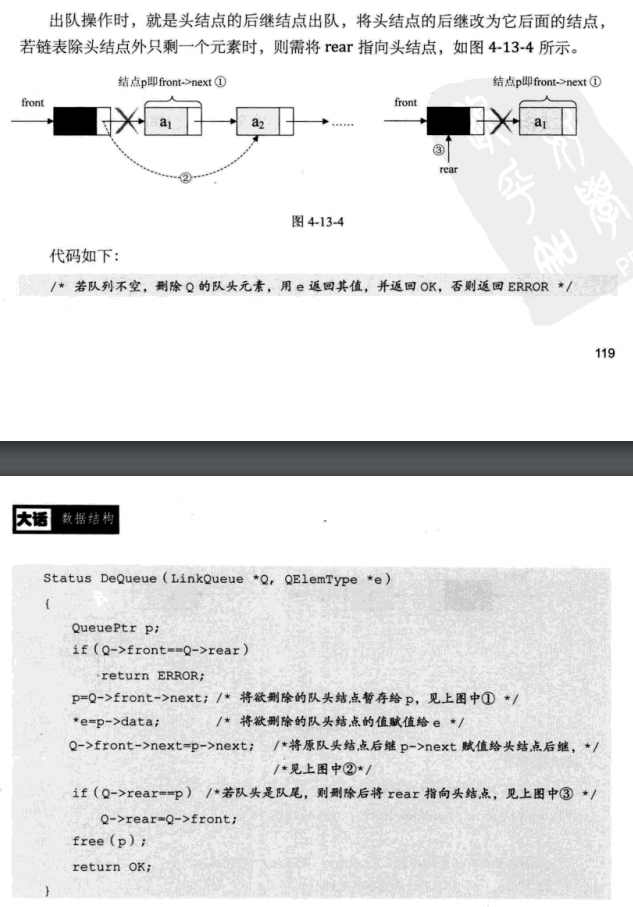 出队操作时，就是头结点的后继结点出队，将头结点的后继改为它后面的结点，
若链表除头结点外只剩一个元素时，则需将 rear 指向头结点，如图 4-13-4 所示。
结点p即front->next ① 结点p即front->next ①
front a1 a2 …… front a1
② ③
rear
图 4-13-4
代码如下：
/* 若队列不空，删除 Q 的队头元素，用 e 返回其值，并返回 OK，否则返回 ERROR */
119
大话 数据结构
Status DeQueue(LinkQueue *Q, QElemType *e)
{
QueuePtr p;
if(Q->front==Q->rear)
return ERROR;
p=Q->front->next; /* 将欲删除的队头结点暂存给 p，见上图中① */
*e=p->data; /* 将欲删除的队头结点的值赋值给 e */
Q->front->next=p->next; /*将原队头结点后继 p->next 赋值给头结点后继，*/
/*见上图中②*/
if(Q->rear==p) /*若队头是队尾，则删除后将 rear 指向头结点，见上图中③ */
Q->rear=Q->front;
free(p);
return OK;
}